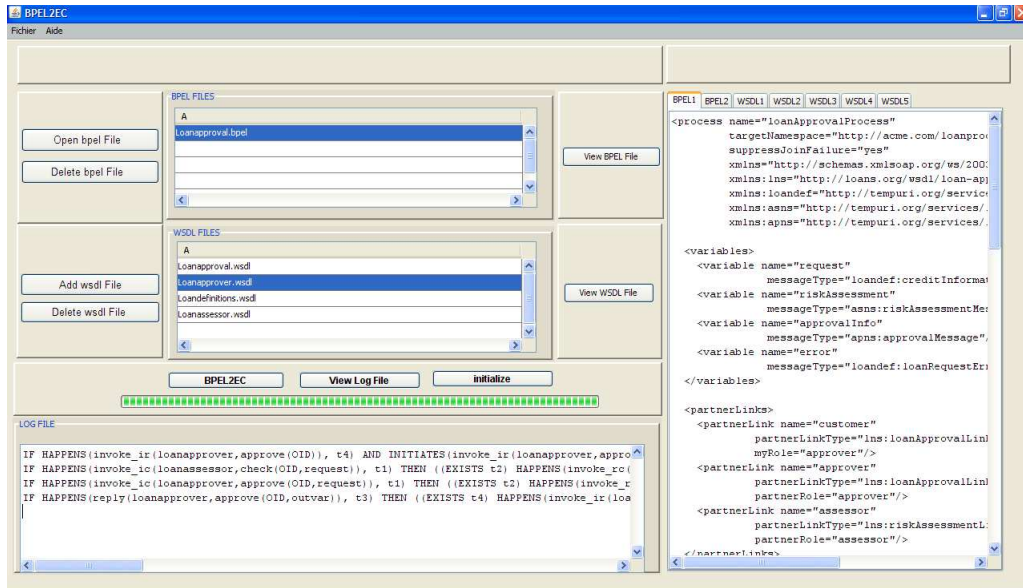 BPEL2EC
Fichier Aide
BPEL FILES
A
Loanapproval.bpel
Open bpel File
Delete bpel File
View BPEL File
WSDL FILES
A
Loanapproval.wsdl
Loanapprover.wsdl
Loandefinitions.wsdl
Loanassessor.wsdl
Add wsdl File
Delete wsdl File
View WSDL File
BPEL2EC View Log File initialize
LOG FILE
IF HAPPENS(invoke_ir(loanapprover,approve(OID)), t4) AND INITIATES(invoke_ir(loanapprover,appro
IF HAPPENS(invoke_ic(loanassessor,check(OID,request)), t1) THEN ((EXISTS t2) HAPPENS(invoke_rc(
IF HAPPENS(invoke_ic(loanapprover,approve(OID,request)), t1) THEN ((EXISTS t2) HAPPENS(invoke_r
IF HAPPENS(reply(loanapprover,approve(OID,outvar)), t3) THEN ((EXISTS t4) HAPPENS(invoke_ir(loa
BPEL1 BPEL2 WSDL1 WSDL2 WSDL3 WSDL4 WSDL5
<process name="loanApprovalProcess"
targetNamespace="http://acme.com/loanproc
suppressJoinFailure="yes"
xmlns="http://schemas.xmlsoap.org/ws/200
xmlns:lns="http://loans.org/wsdl/loan-app
xmlns:loandef="http://tempuri.org/service
xmlns:asns="http://tempuri.org/services/
xmlns:apns="http://tempuri.org/services/
<variables>
<variable name="request"
messageType="loandef:creditInformat
<variable name="riskAssessment"
messageType="asns:riskAssessmentMes
<variable name="approvalInfo"
messageType="apns:approvalMessage"/
<variable name="error"
messageType="loandef:loanRequestErr
</variables>
<partnerLinks>
<partnerLink name="customer"
partnerLinkType="lns:loanApprovalLink
myRole="approver"/>
<partnerLink name="approver"
partnerLinkType="lns:loanApprovalLink
partnerRole="approver"/>
<partnerLink name="assessor"
partnerLinkType="lns:riskAssessmentL
partnerRole="assessor"/>
</partnerLinks>